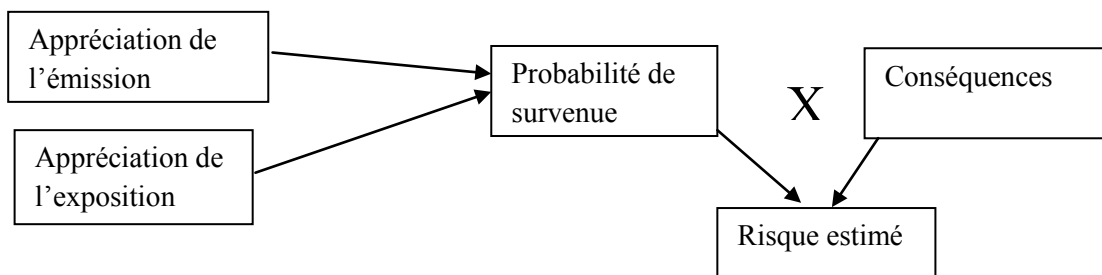 Appréciation de
l’émission
Appréciation de
l’exposition
Probabilité de
survenue
X
Conséquences
Risque estimé